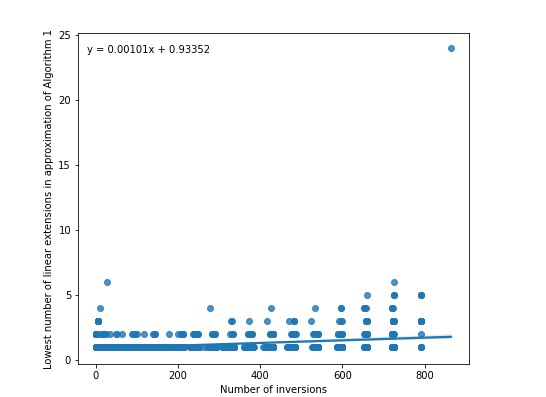 y = 0.00101x + 0.93352
Lowest number of linear extensions in approximation of Algorithm 1
25
20
15
10
5
0
0 200 400 600 800
Number of inversions